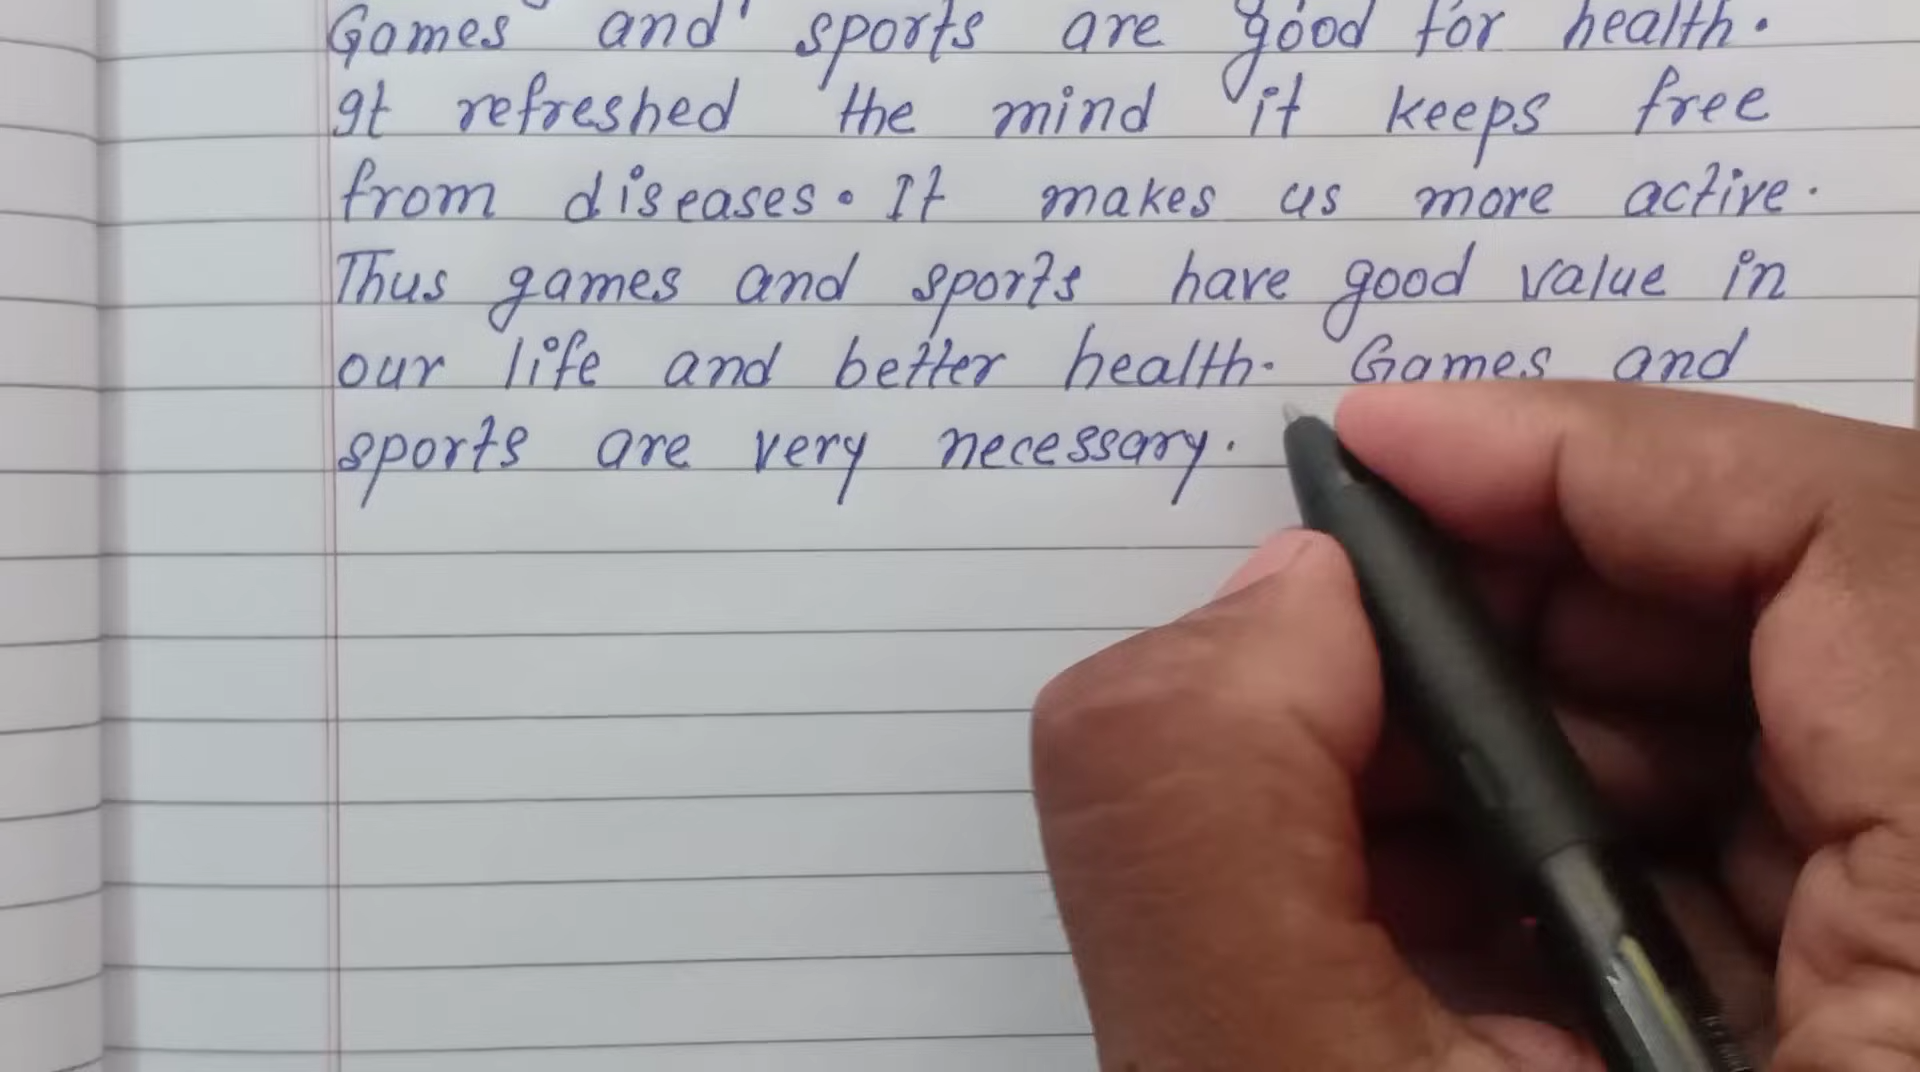 Games and sports are good for health.
It refreshed the mind it keeps free
from diseases. It makes us more active.
Thus games and sports have good value in
our life and better health. Games and
sports are very necessary.